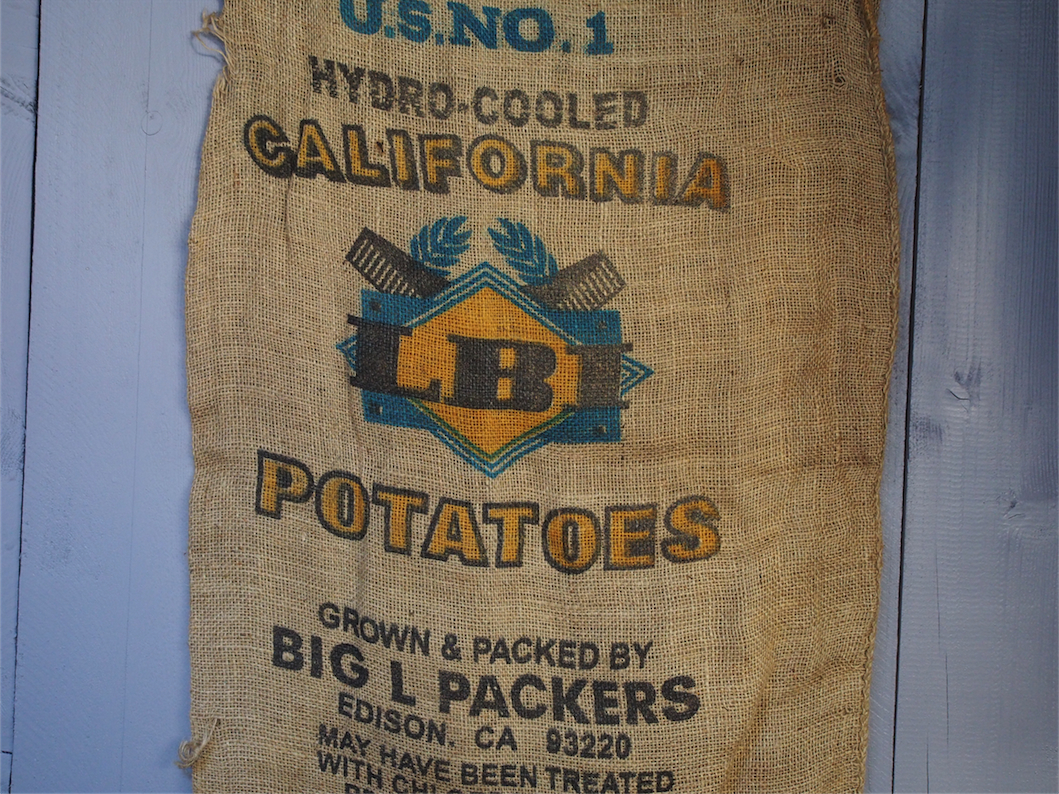 U.S. NO. 1
HYDRO-COOLED
CALIFORNIA
LBI
POTATOES
GROWN & PACKED BY
BIG L PACKERS
EDISON. CA 93220
MAY HAVE BEEN TREATED
WITH